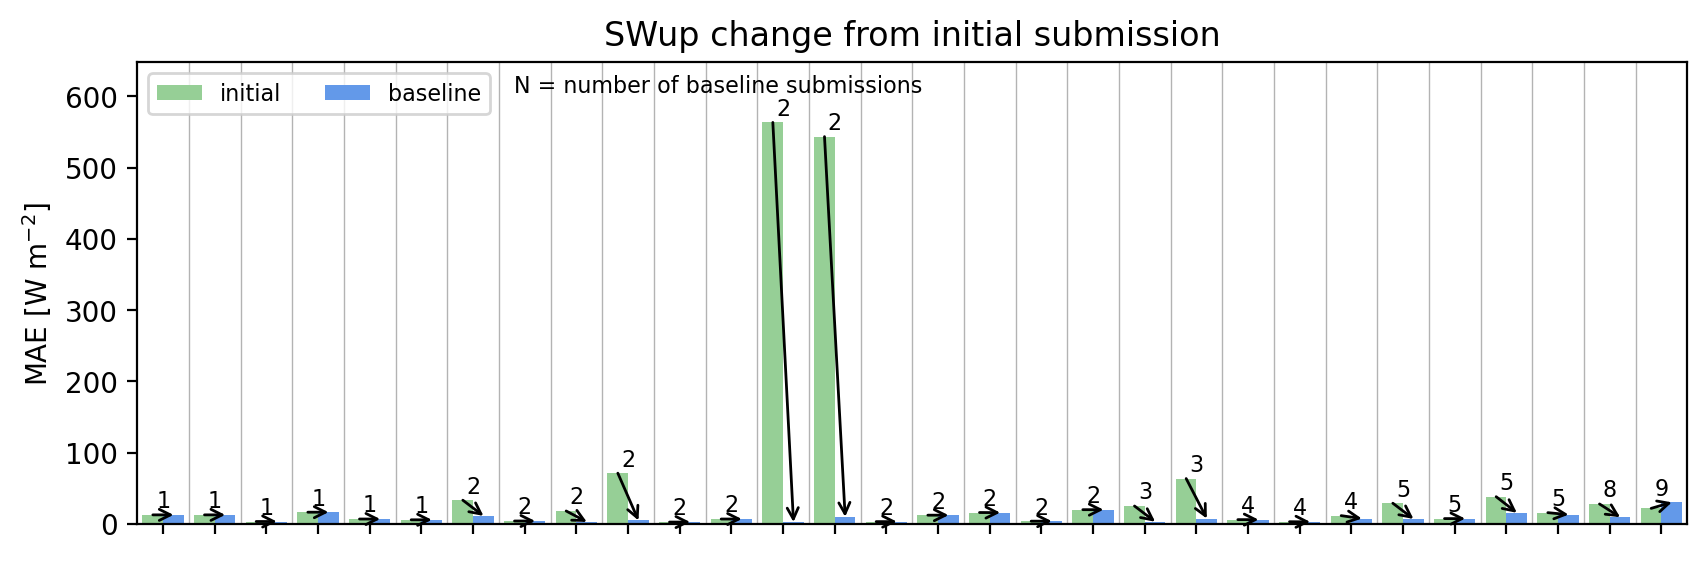 SWup change from initial submission
MAE [W m⁻²]
600
500
400
300
200
100
0
initial
baseline
N = number of baseline submissions
1 1 1 1 1 1 2 2 2 2 2 2 2 2 2 2 2 2 2 3 3 4 4 4 5 5 5 5 8 9